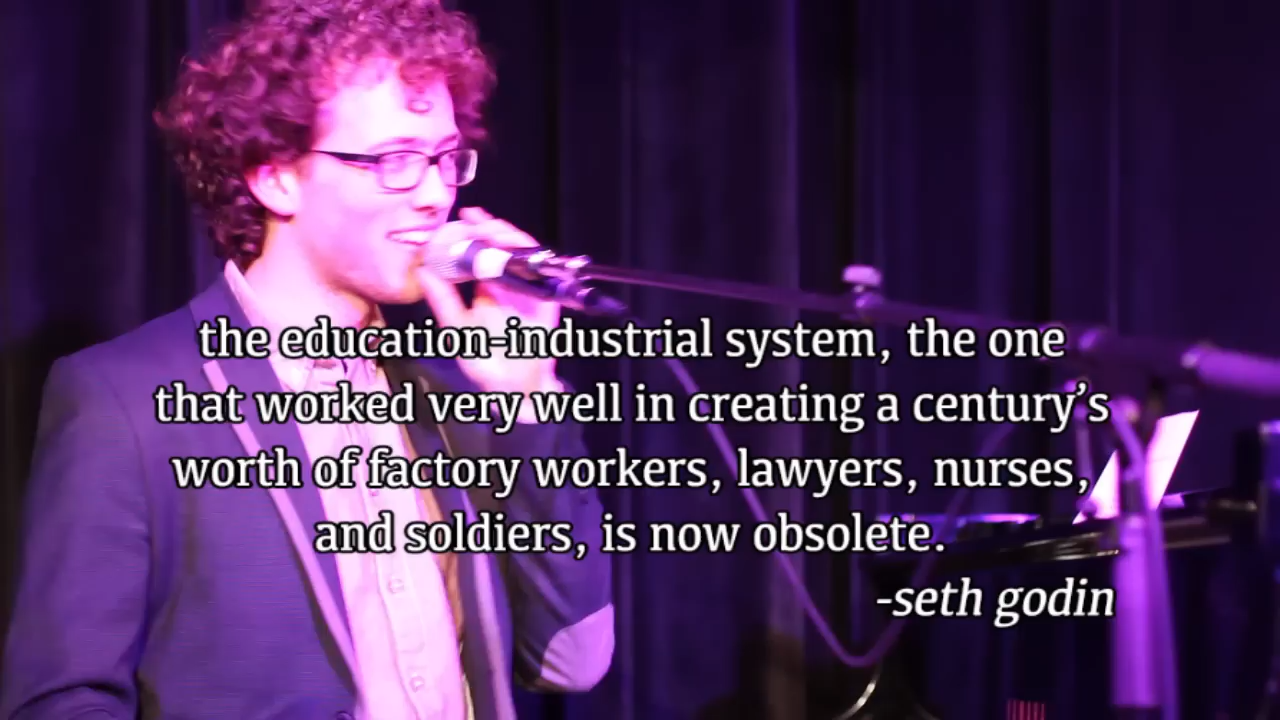 the education-industrial system, the one
that worked very well in creating a century’s
worth of factory workers, lawyers, nurses,
and soldiers, is now obsolete.
-seth godin